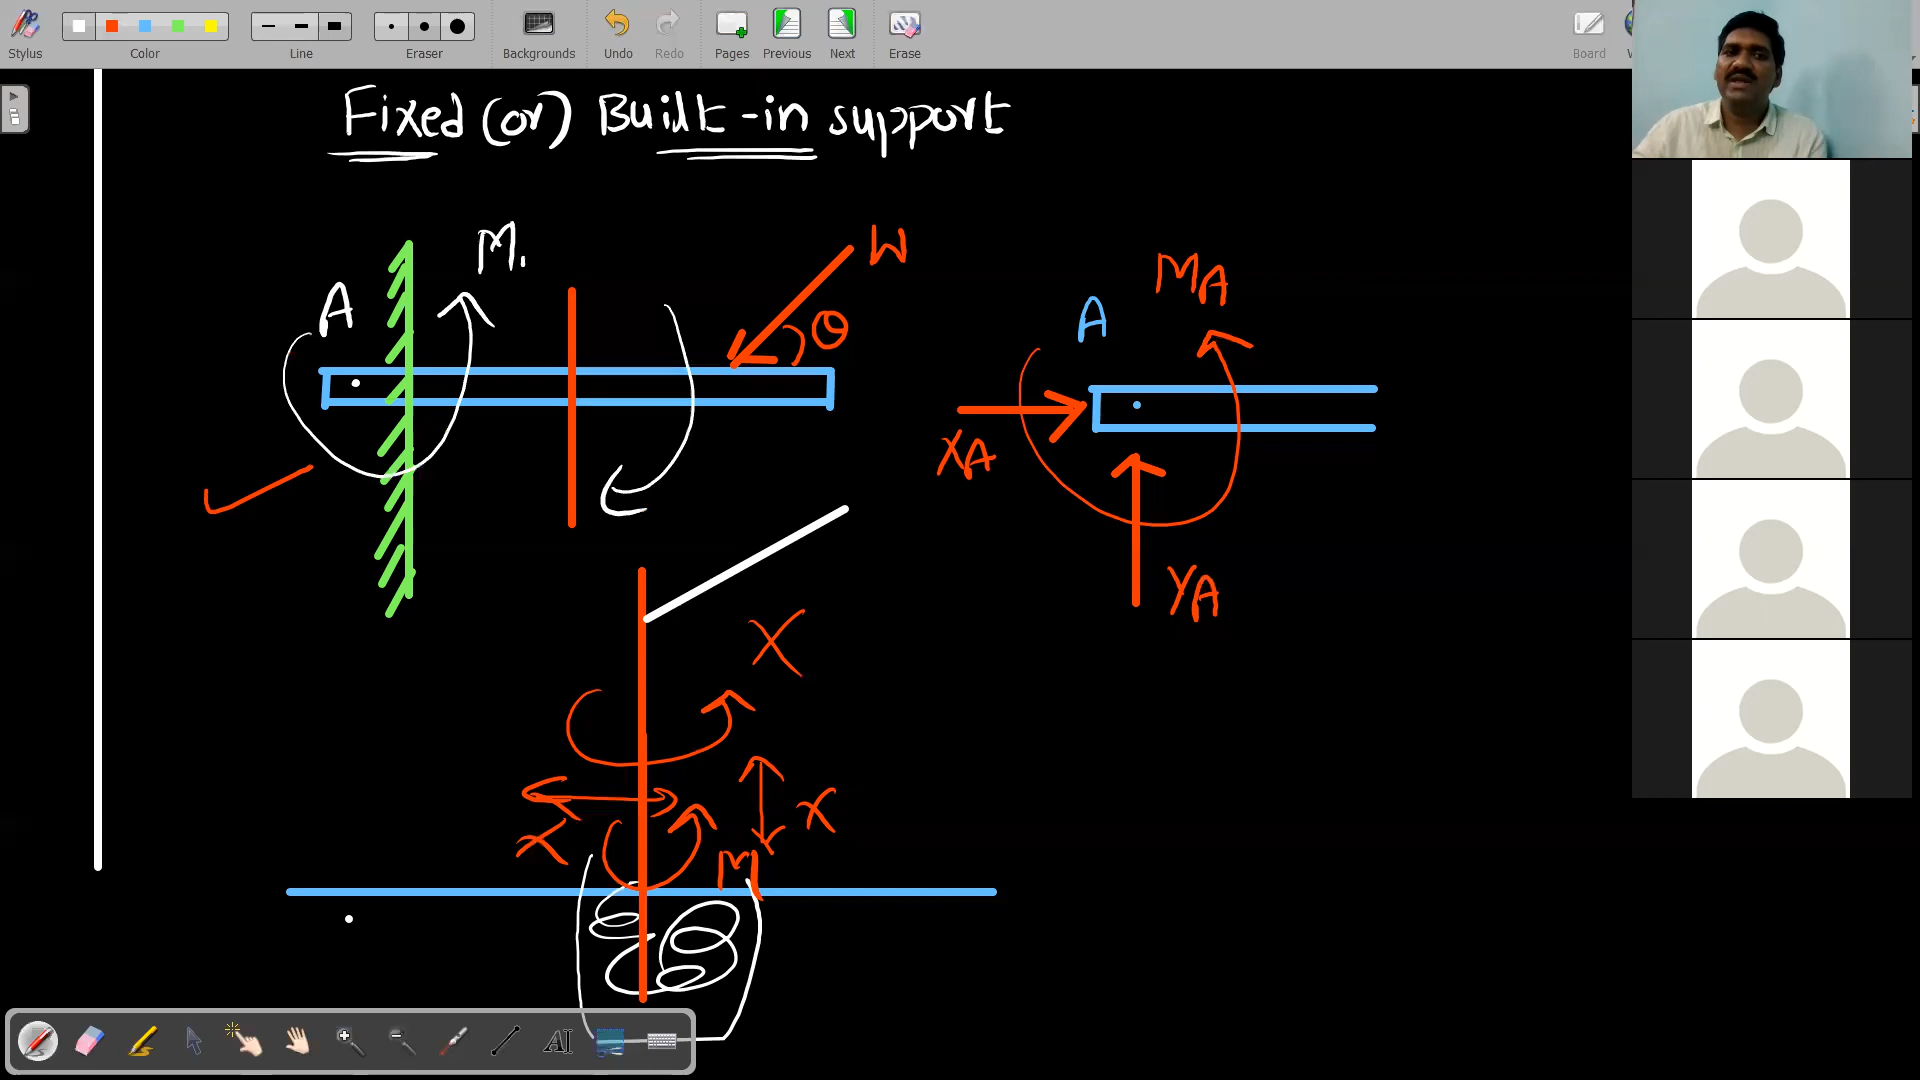 Stylus Color Line Eraser Backgrounds Undo Redo Pages Previous Next Erase Board
Fixed (or) Built-in support
A M. W θ
A MA
XA
YA
X
X X
M
AI